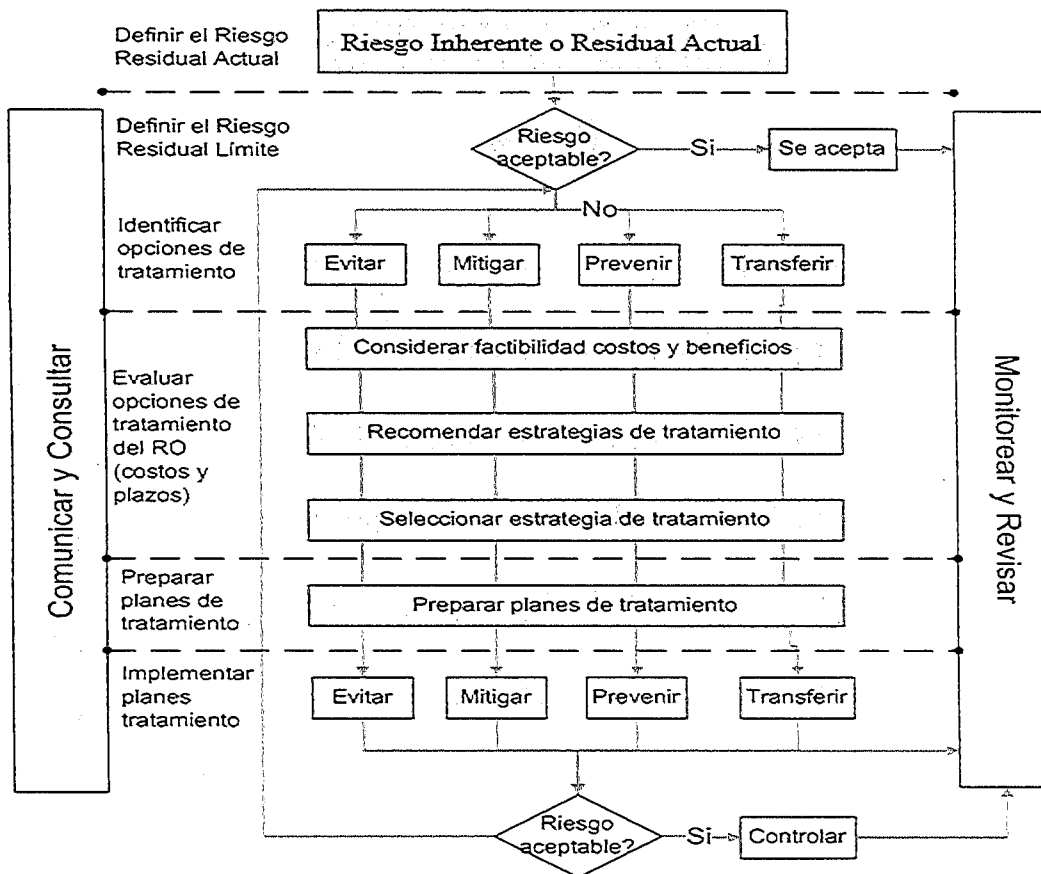 Definir el Riesgo
Residual Actual
Riesgo Inherente o Residual Actual
Definir el Riesgo
Residual Límite
Riesgo
aceptable?
Si
Se acepta
No
Identificar
opciones de
tratamiento
Evitar
Mitigar
Prevenir
Transferir
Comunicar y Consultar
Monitorear y Revisar
Evaluar
opciones de
tratamiento
del RO
(costos y
plazos)
Considerar factibilidad costos y beneficios
Recomendar estrategias de tratamiento
Seleccionar estrategia de tratamiento
Preparar
planes de
tratamiento
Preparar planes de tratamiento
Implementar
planes
tratamiento
Evitar
Mitigar
Prevenir
Transferir
Riesgo
aceptable?
Si
Controlar